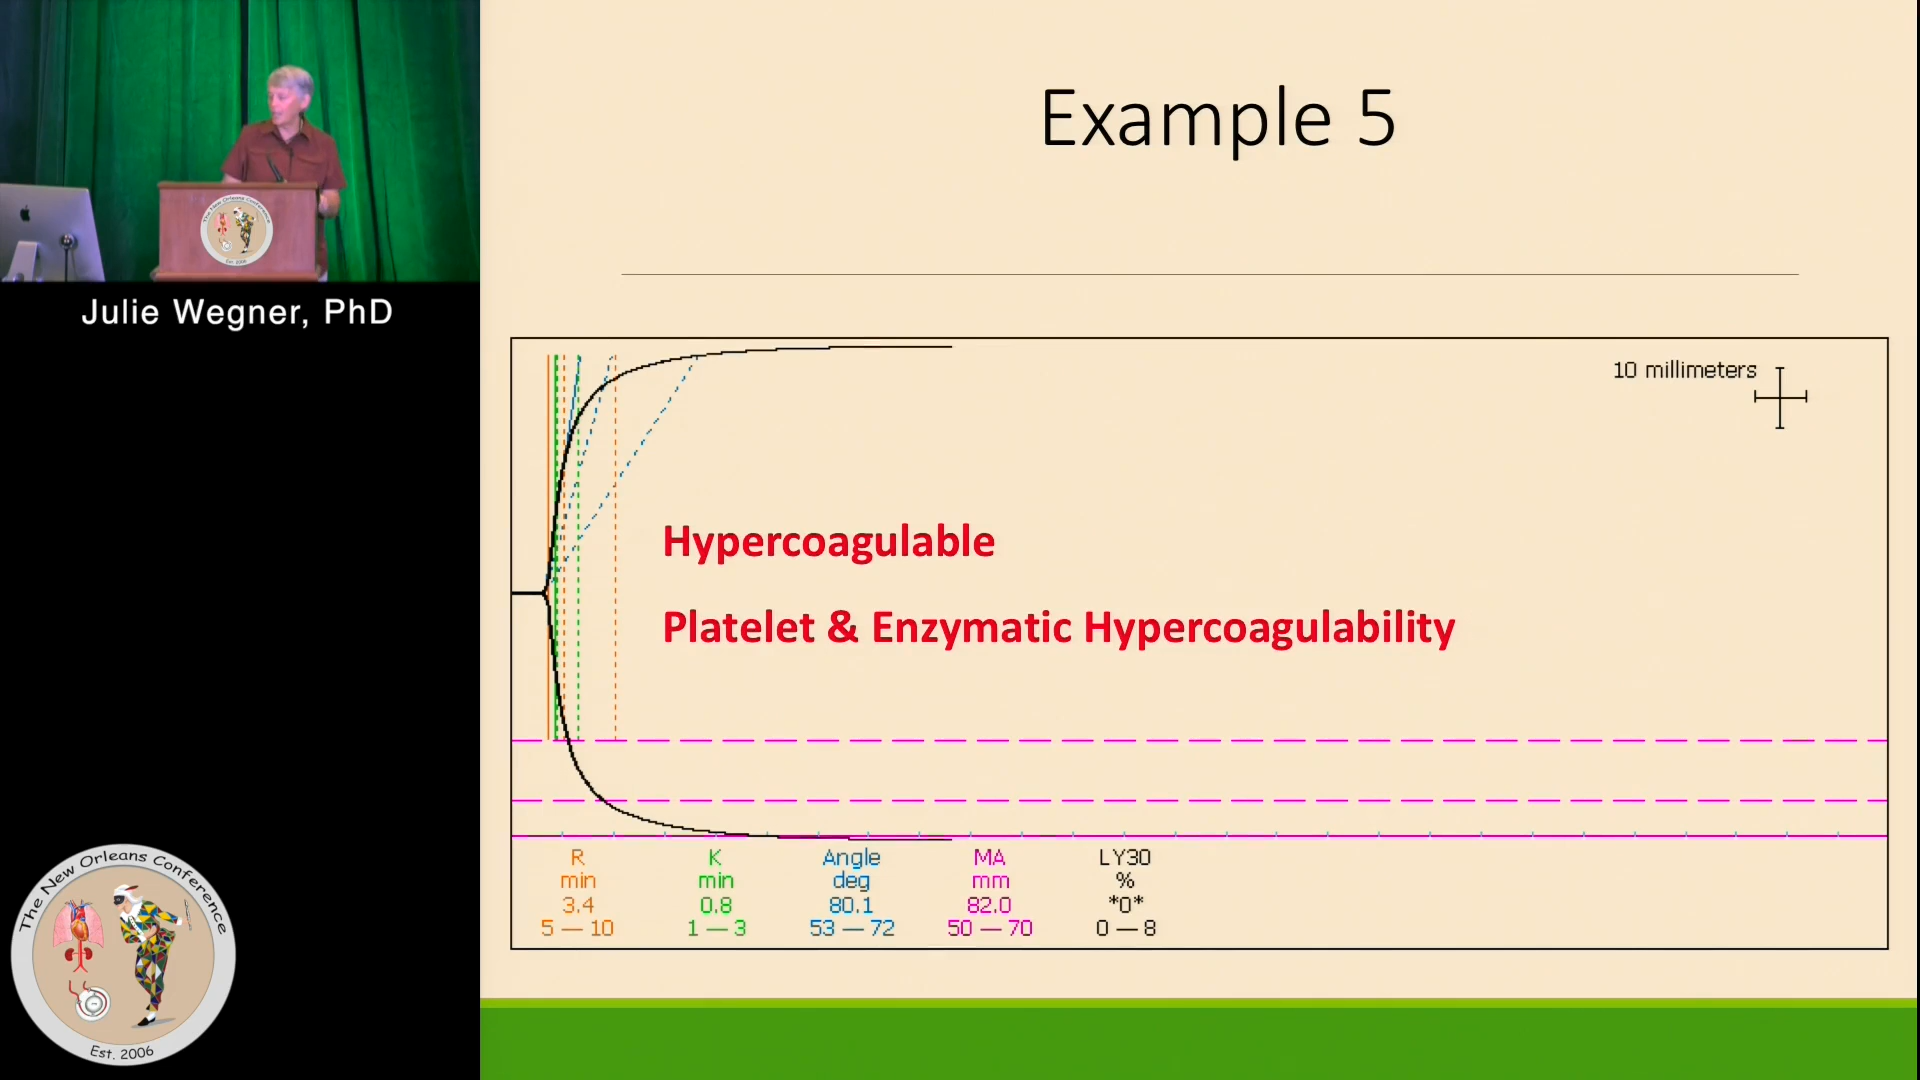 Example 5
Julie Wegner, PhD
10 millimeters
Hypercoagulable
Platelet & Enzymatic Hypercoagulability
R K Angle MA LY30
min min deg mm %
3.4 0.8 80.1 82.0 *0*
5 — 10 1 — 3 53 — 72 50 — 70 0 — 8
The New Orleans Conference
Est. 2006